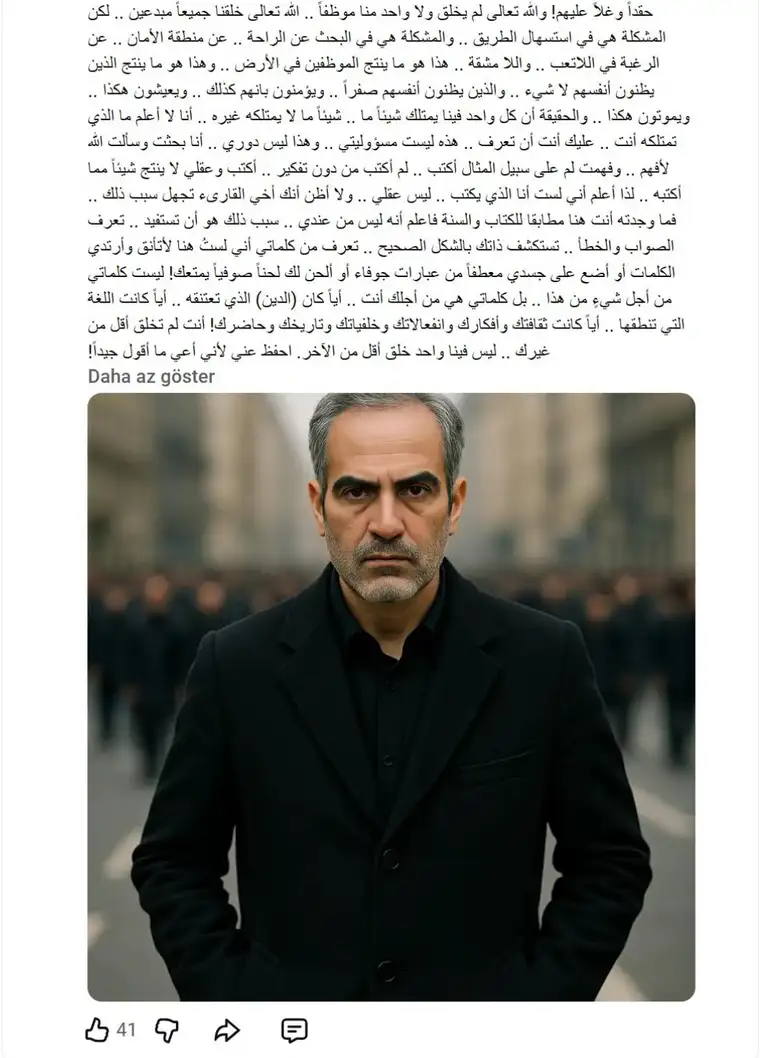 حقداً وغلاً عليهم! والله تعالى لم يخلق ولا واحد منا موظفاً .. الله تعالى خلقنا جميعاً مبدعين .. لكن
المشكلة هي في استسهال الطريق .. والمشكلة هي في البحث عن الراحة .. عن منطقة الأمان .. عن
الرغبة في اللاتعب .. واللا مشقة .. هذا هو ما ينتج الموظفين في الأرض .. وهذا هو ما ينتج الذين
يظنون أنفسهم لا شيء .. والذين يظنون أنفسهم صفراً .. ويؤمنون بانهم كذلك .. ويعيشون هكذا ..
ويموتون هكذا .. والحقيقة أن كل واحد فينا يمتلك شيئاً ما .. شيئاً ما لا يمتلكه غيره .. أنا لا أعلم ما الذي
تمتلكه أنت .. عليك أنت أن تعرف .. هذه ليست مسؤوليتي .. وهذا ليس دوري .. أنا بحثت وسألت الله
لأفهم .. وفهمت لم على سبيل المثال أكتب .. لم أكتب من دون تفكير .. أكتب وعقلي لا ينتج شيئاً مما
أكتبه .. لذا أعلم أني لست أنا الذي يكتب .. ليس عقلي .. ولا أظن أنك أخي القارىء تجهل سبب ذلك ..
فما وجدته أنت هنا مطابقا للكتاب والسنة فاعلم أنه ليس من عندي .. سبب ذلك هو أن تستفيد .. تعرف
الصواب والخطأ .. تستكشف ذاتك بالشكل الصحيح .. تعرف من كلماتي أني لستُ هنا لأتأنق وأرتدي
الكلمات أو أضع على جسدي معطفاً من عبارات جوفاء أو ألحن لك لحناً صوفياً يمتعك! ليست كلماتي
من أجل شيءٍ من هذا .. بل كلماتي هي من أجلك أنت .. أياً كان (الدين) الذي تعتنقه .. أياً كانت اللغة
التي تنطقها .. أياً كانت ثقافتك وأفكارك وانفعالاتك وخلفياتك وتاريخك وحاضرك! أنت لم تخلق أقل من
غيرك .. ليس فينا واحد خلق أقل من الآخر. احفظ عني لأني أعي ما أقول جيداً!
Daha az göster
41